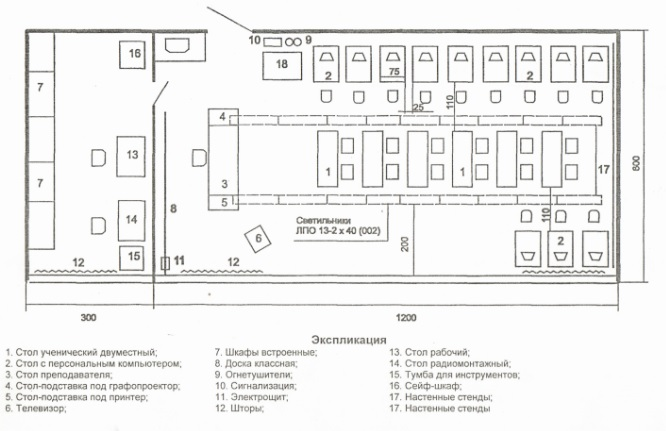 10
9
16
18
2
2
7
75
25
110
4
13
1
1
17
600
3
7
5
8
14
Светильники
ЛПО 13-2 x 40 (002)
110
6
200
2
15
12
11
12
300
1200
Экспликация
1. Стол ученический двуместный;
2. Стол с персональным компьютером;
3. Стол преподавателя;
4. Стол-подставка под графопроектор;
5. Стол-подставка под принтер;
6. Телевизор;
7. Шкафы встроенные;
8. Доска классная;
9. Огнетушители;
10. Сигнализация;
11. Электрощит;
12. Шторы;
13. Стол рабочий;
14. Стол радиомонтажный;
15. Тумба для инструментов;
16. Сейф-шкаф;
17. Настенные стенды;
17. Настенные стенды